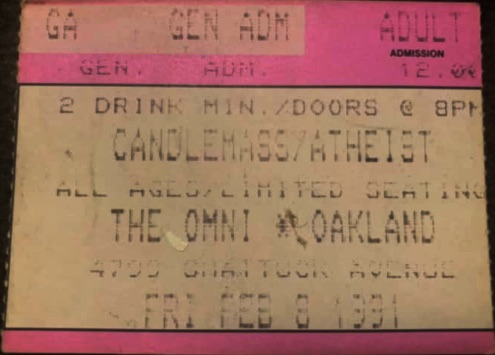 GA GEN ADM ADULT
ADMISSION
GEN. ADM. 12.00
2 DRINK MIN./DOORS @ 8PM
CANDLEMASS/ATHEIST
ALL AGES/LIMITED SEATING
THE OMNI * OAKLAND
4799 SHATTUCK AVENUE
FRI FEB 8 1991